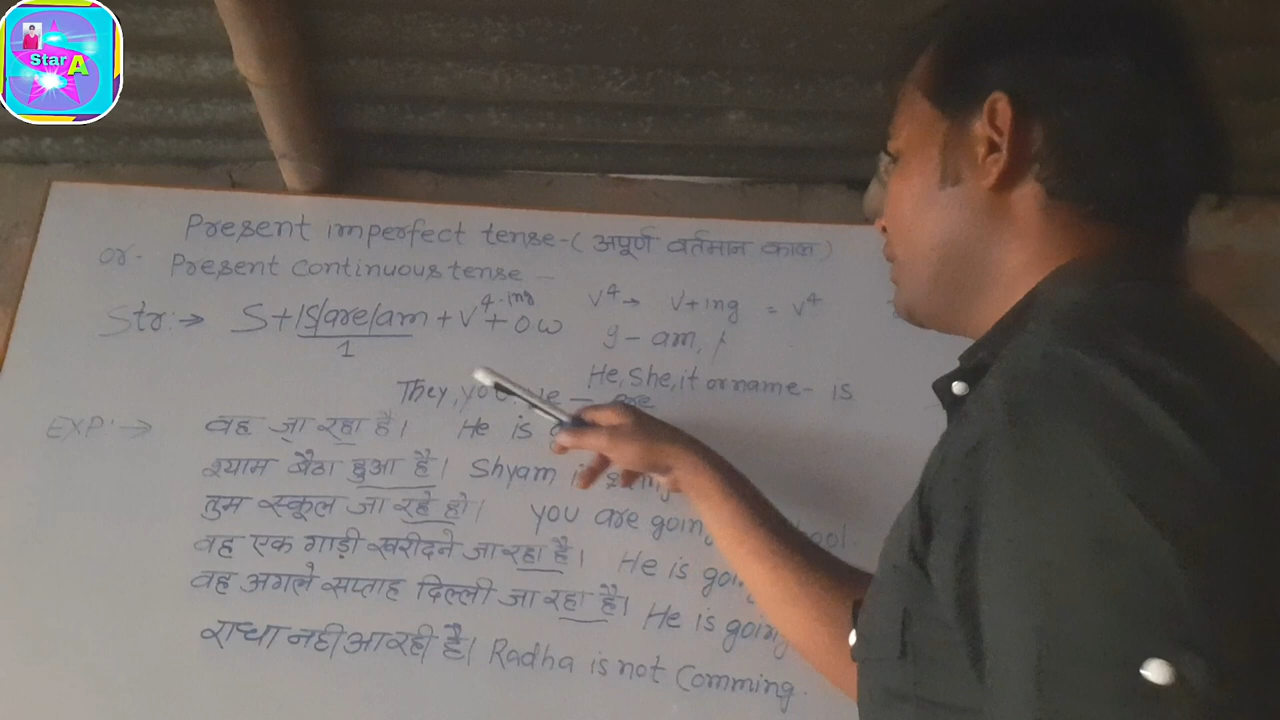 Star A
Present imperfect tense-(अपूर्ण वर्तमान काल)
or- Present continuous tense -
Str:→ S+is/are/am + V⁴·ing + OW
1
V⁴→ V+ing = V⁴
I - am,
He, She, it or name- is
They, you, - are
EXP:→ वह जा रहा है। He is
श्याम बैठा हुआ है। Shyam
तुम स्कूल जा रहे हो। you are going
वह एक गाड़ी खरीदने जा रहा है। He is
वह अगले सप्ताह दिल्ली जा रहा है। He is going
राधा नही आ रही है। Radha is not Comming.